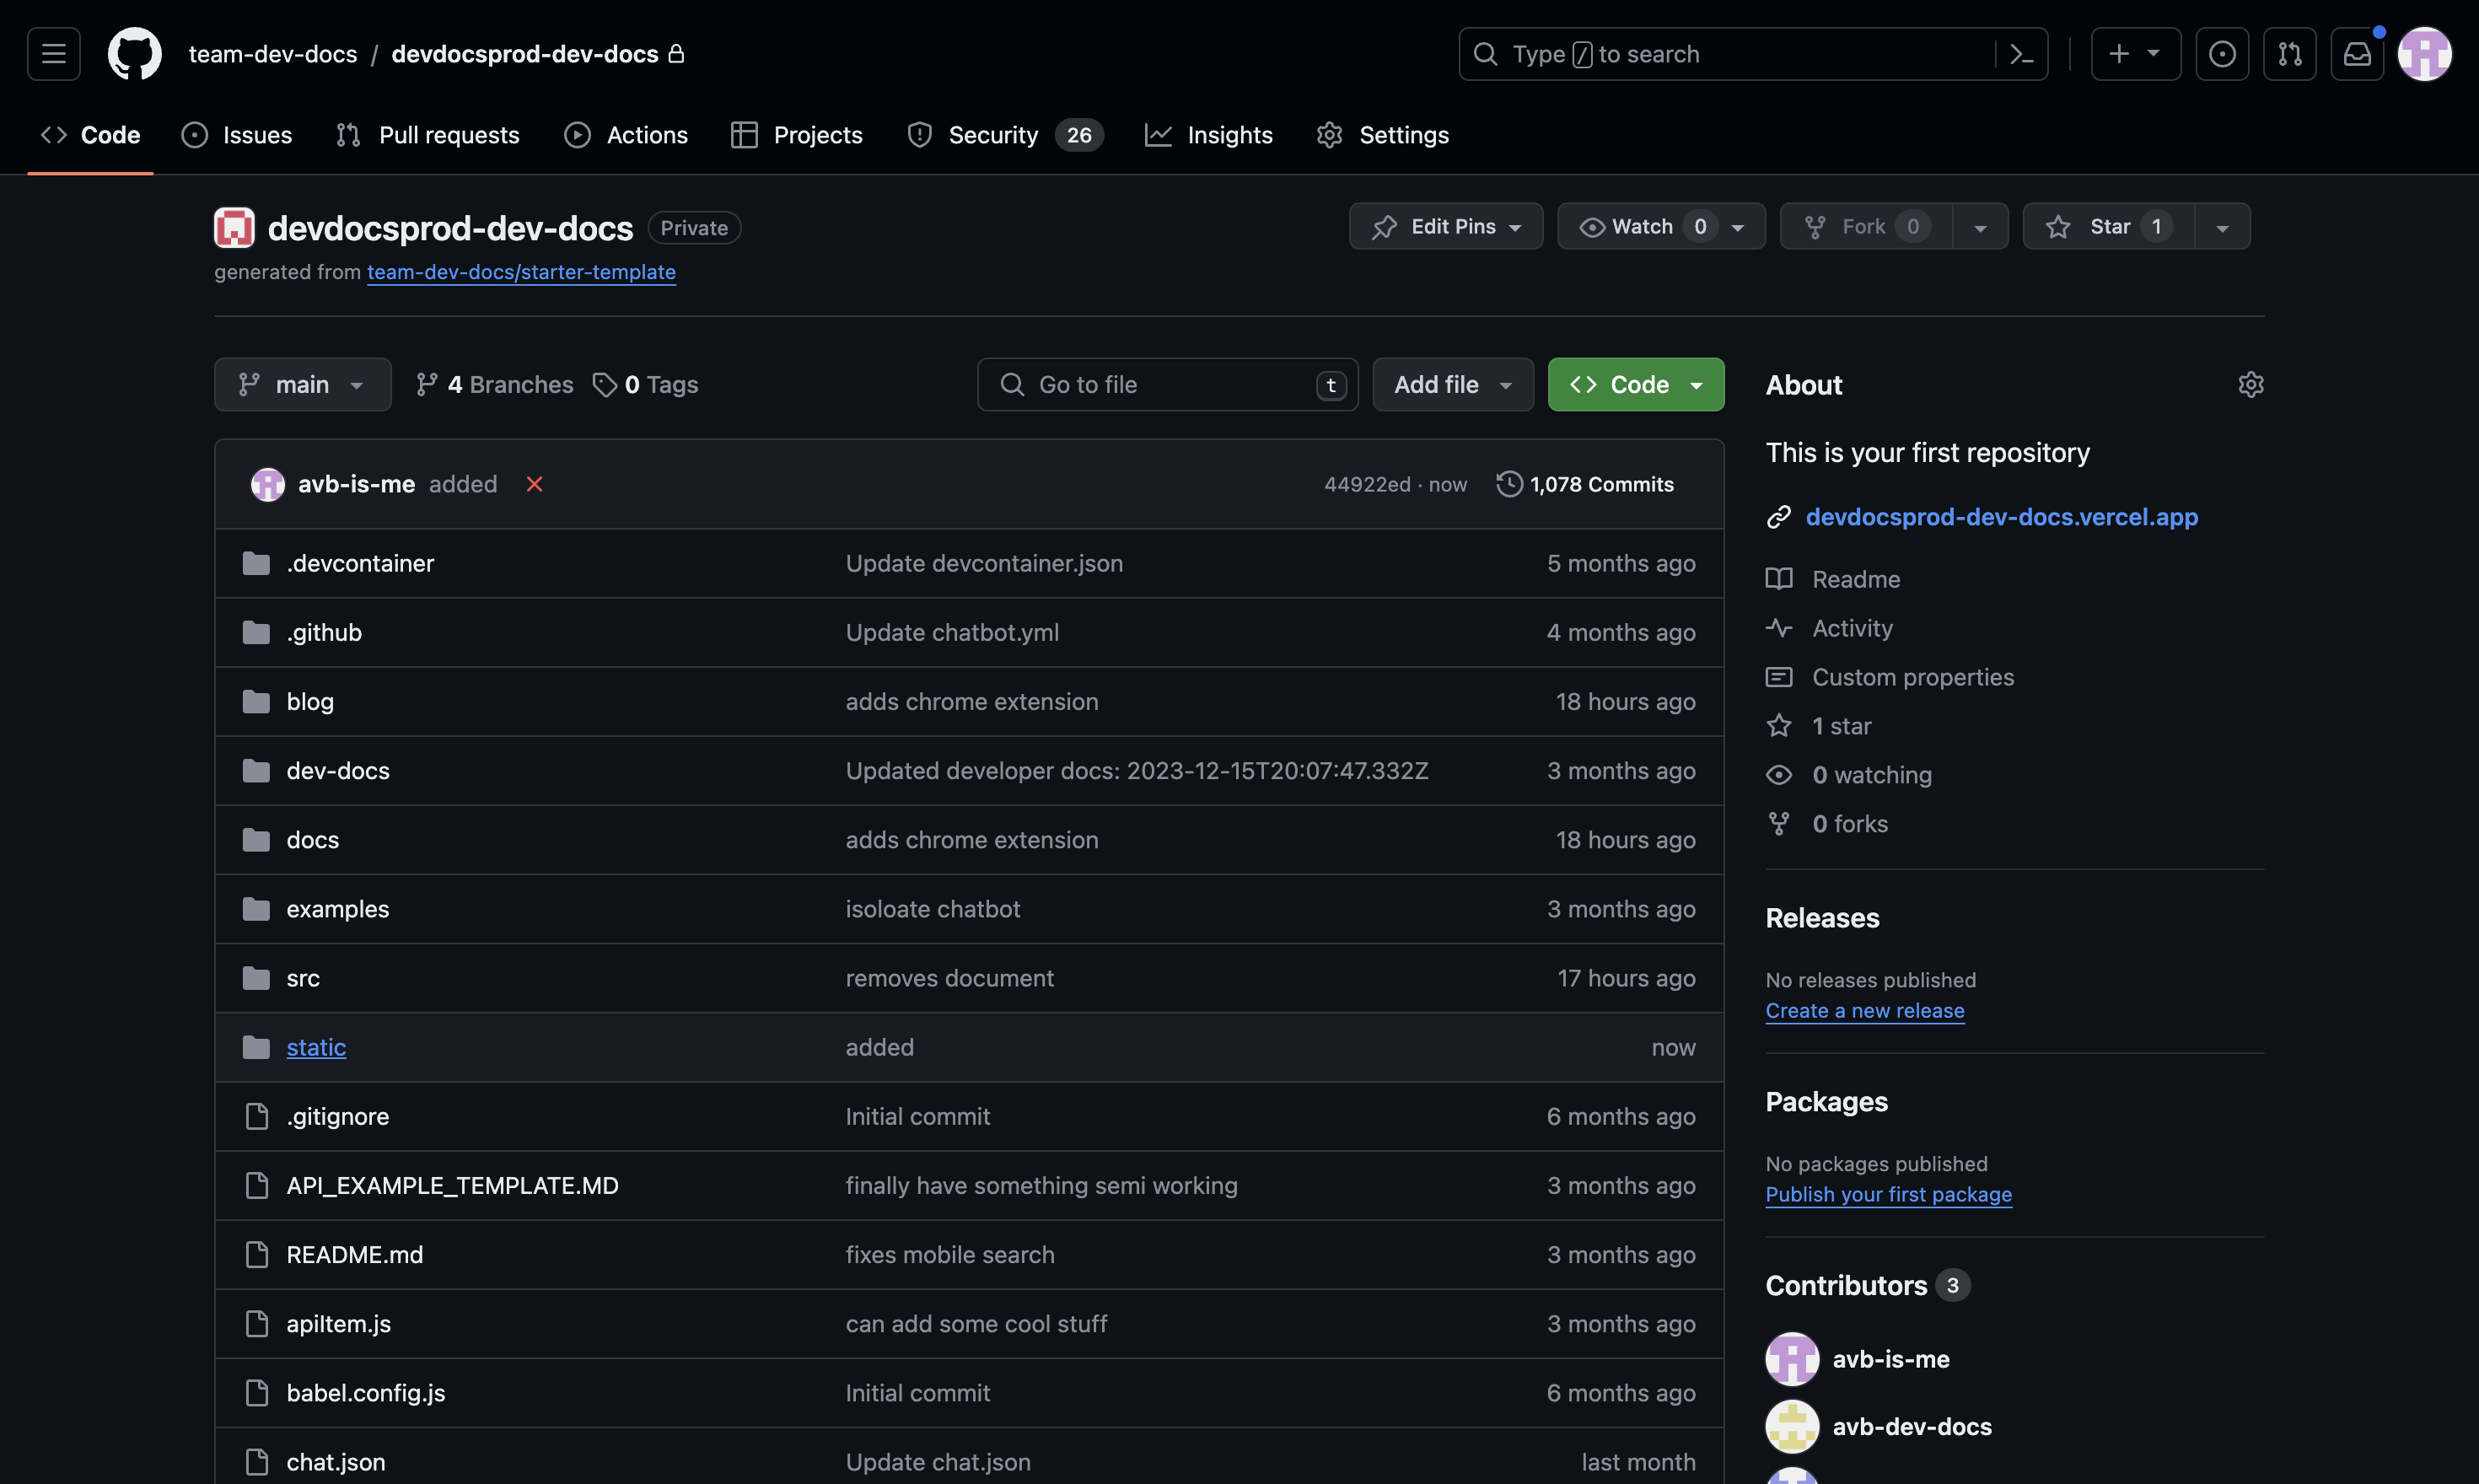 team-dev-docs / devdocsprod-dev-docs
Type / to search
Code Issues Pull requests Actions Projects Security 26 Insights Settings
devdocsprod-dev-docs Private
Edit Pins Watch 0 Fork 0 Star 1
generated from team-dev-docs/starter-template
main 4 Branches 0 Tags
Go to file t Add file Code
avb-is-me added 44922ed · now 1,078 Commits
.devcontainer Update devcontainer.json 5 months ago
.github Update chatbot.yml 4 months ago
blog adds chrome extension 18 hours ago
dev-docs Updated developer docs: 2023-12-15T20:07:47.332Z 3 months ago
docs adds chrome extension 18 hours ago
examples isoloate chatbot 3 months ago
src removes document 17 hours ago
static added now
.gitignore Initial commit 6 months ago
API_EXAMPLE_TEMPLATE.MD finally have something semi working 3 months ago
README.md fixes mobile search 3 months ago
apiItem.js can add some cool stuff 3 months ago
babel.config.js Initial commit 6 months ago
chat.json Update chat.json last month
About
This is your first repository
devdocsprod-dev-docs.vercel.app
Readme
Activity
Custom properties
1 star
0 watching
0 forks
Releases
No releases published
Create a new release
Packages
No packages published
Publish your first package
Contributors 3
avb-is-me
avb-dev-docs